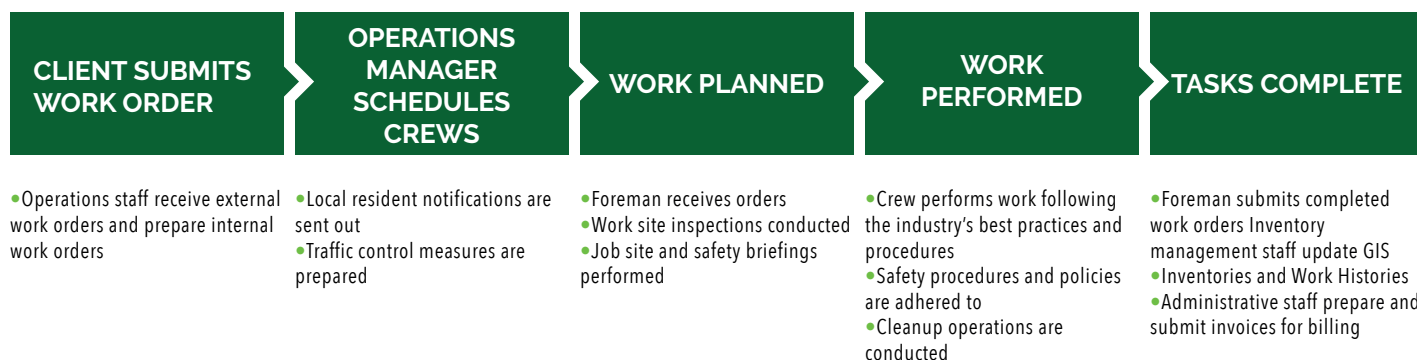 CLIENT SUBMITS
WORK ORDER
OPERATIONS
MANAGER
SCHEDULES
CREWS
WORK PLANNED
WORK
PERFORMED
TASKS COMPLETE
•Operations staff receive external
work orders and prepare internal
work orders
•Local resident notifications are
sent out
•Traffic control measures are
prepared
•Foreman receives orders
•Work site inspections conducted
•Job site and safety briefings
performed
•Crew performs work following
the industry’s best practices and
procedures
•Safety procedures and policies
are adhered to
•Cleanup operations are
conducted
•Foreman submits completed
work orders Inventory
management staff update GIS
•Inventories and Work Histories
•Administrative staff prepare and
submit invoices for billing